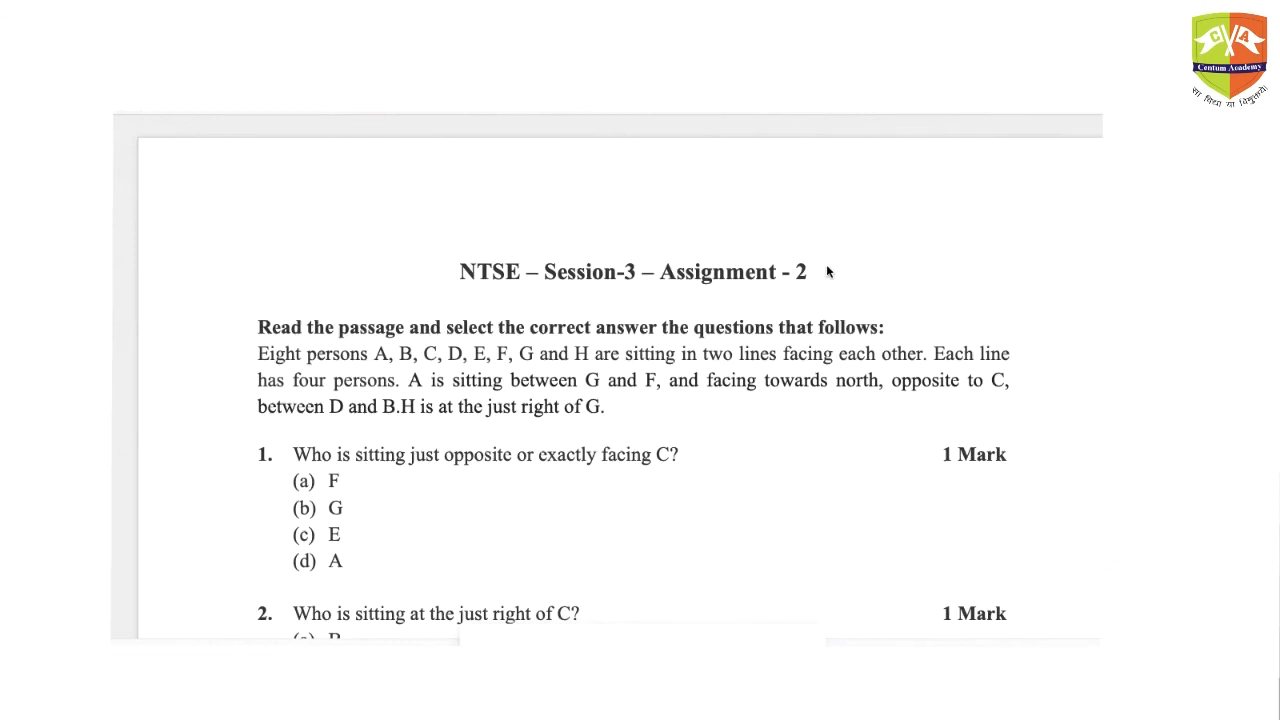 C A
Centum Academy
सा विद्या या विमुक्तये
NTSE – Session-3 – Assignment - 2
Read the passage and select the correct answer the questions that follows:
Eight persons A, B, C, D, E, F, G and H are sitting in two lines facing each other. Each line
has four persons. A is sitting between G and F, and facing towards north, opposite to C,
between D and B.H is at the just right of G.
1. Who is sitting just opposite or exactly facing C? 1 Mark
(a) F
(b) G
(c) E
(d) A
2. Who is sitting at the just right of C? 1 Mark